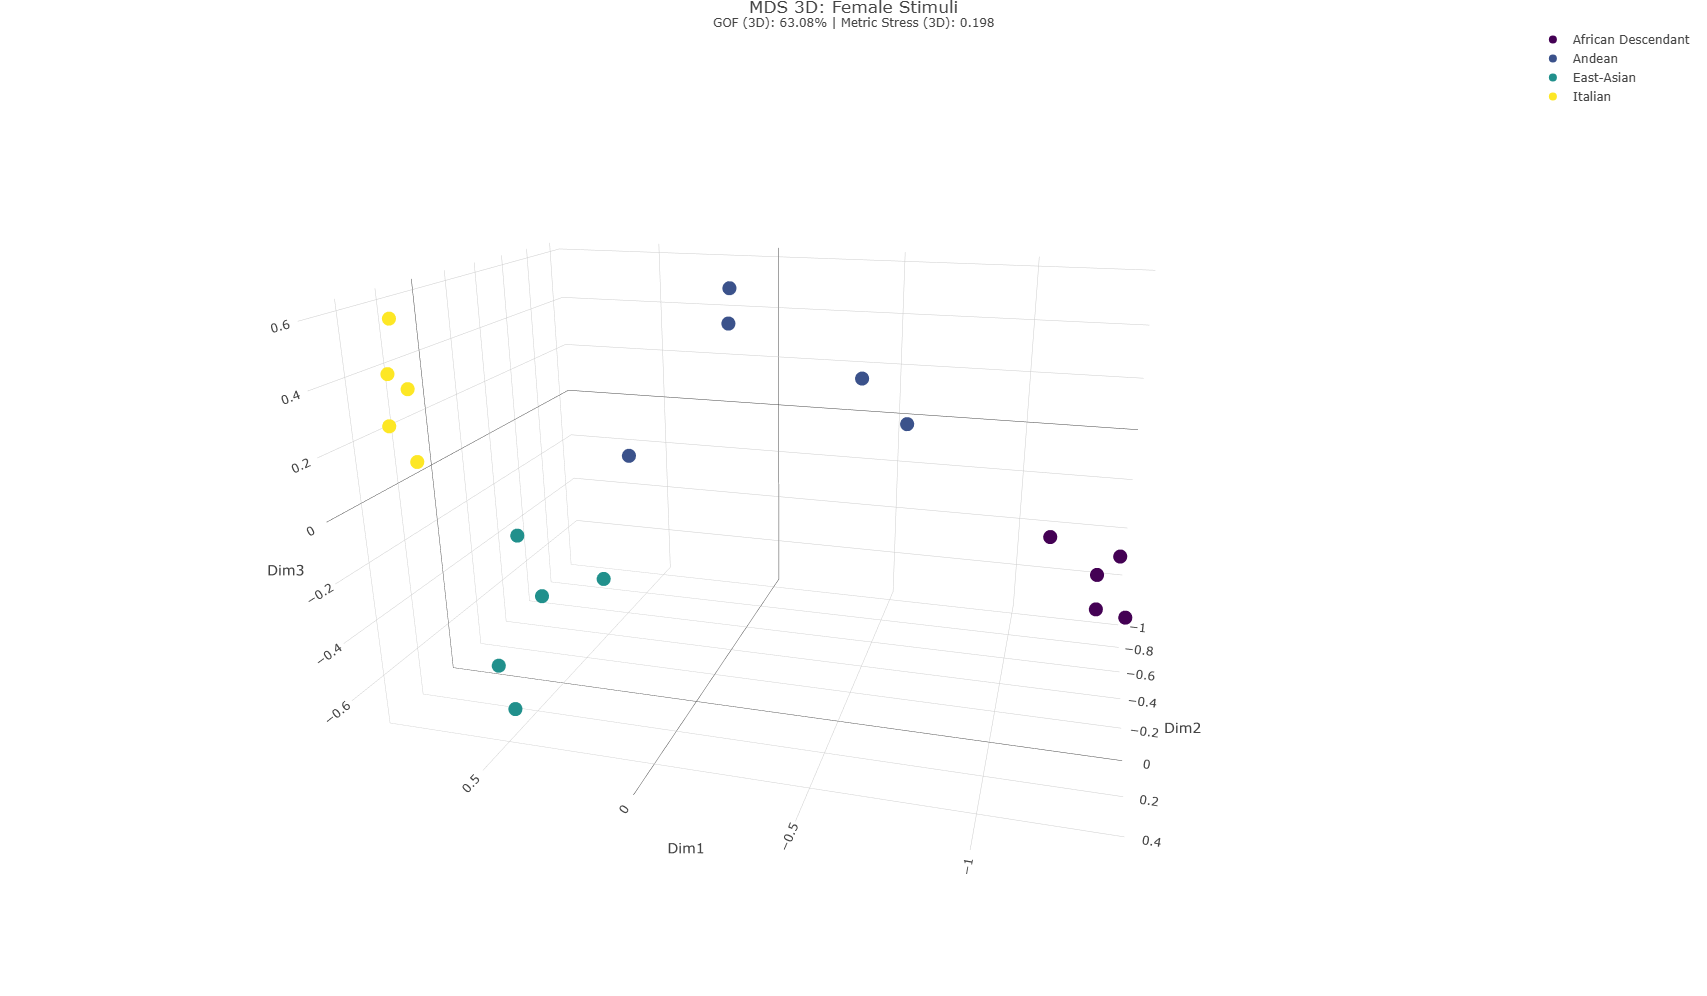 MDS 3D: Female Stimuli
GOF (3D): 63.08% | Metric Stress (3D): 0.198
African Descendant
Andean
East-Asian
Italian
0.6
0.4
0.2
0
Dim3
−0.2
−0.4
−0.6
−1
−0.8
−0.6
−0.4
−0.2
Dim2
0
0.2
0.4
0.5
0
−0.5
−1
Dim1